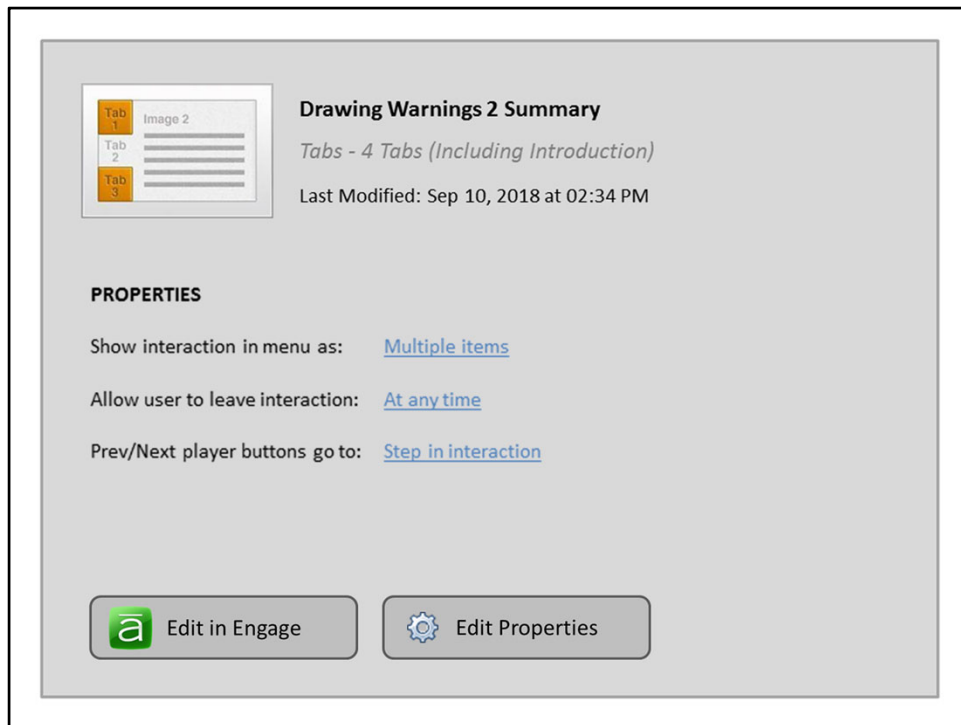 Tab
1
Tab
2
Tab
3
Image 2
Drawing Warnings 2 Summary
Tabs - 4 Tabs (Including Introduction)
Last Modified: Sep 10, 2018 at 02:34 PM
PROPERTIES
Show interaction in menu as: Multiple items
Allow user to leave interaction: At any time
Prev/Next player buttons go to: Step in interaction
ā Edit in Engage
Edit Properties